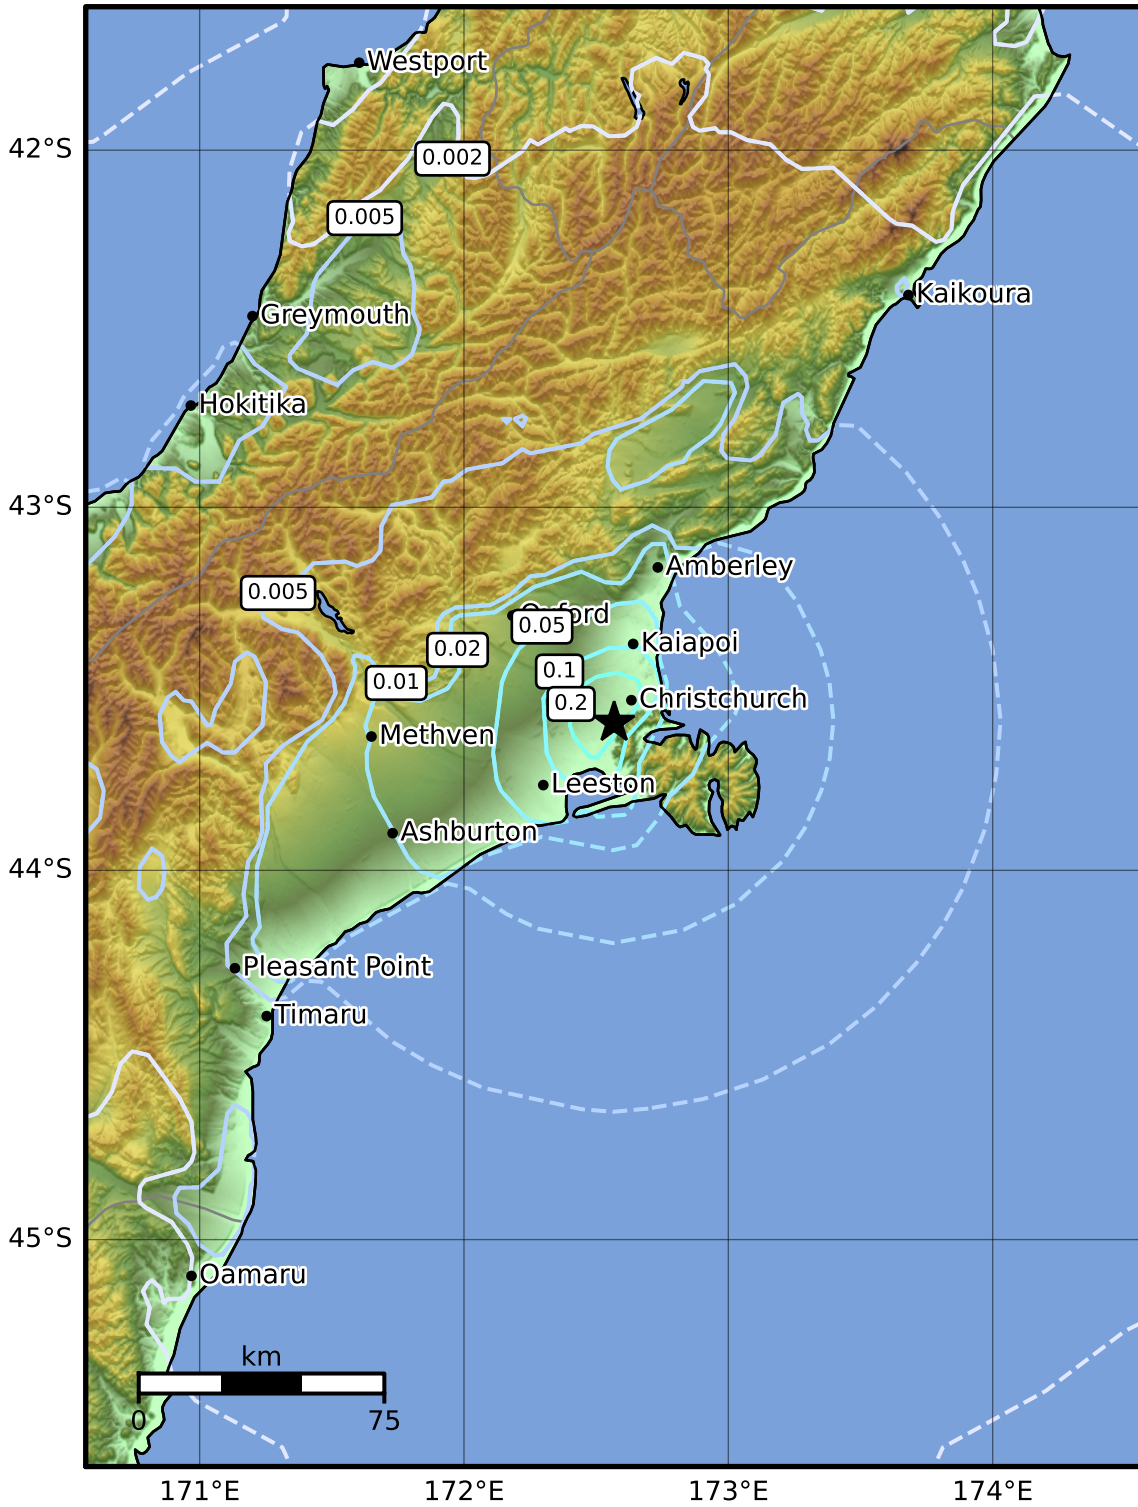 Westport
42°S
0.002
0.005
Kaikoura
Greymouth
Hokitika
43°S
Amberley
0.005
Oxford
0.05
Kaiapoi
0.02
0.1
0.01
0.2
Christchurch
Methven
Leeston
Ashburton
44°S
Pleasant Point
Timaru
45°S
Oamaru
km
0 75
171°E 172°E 173°E 174°E